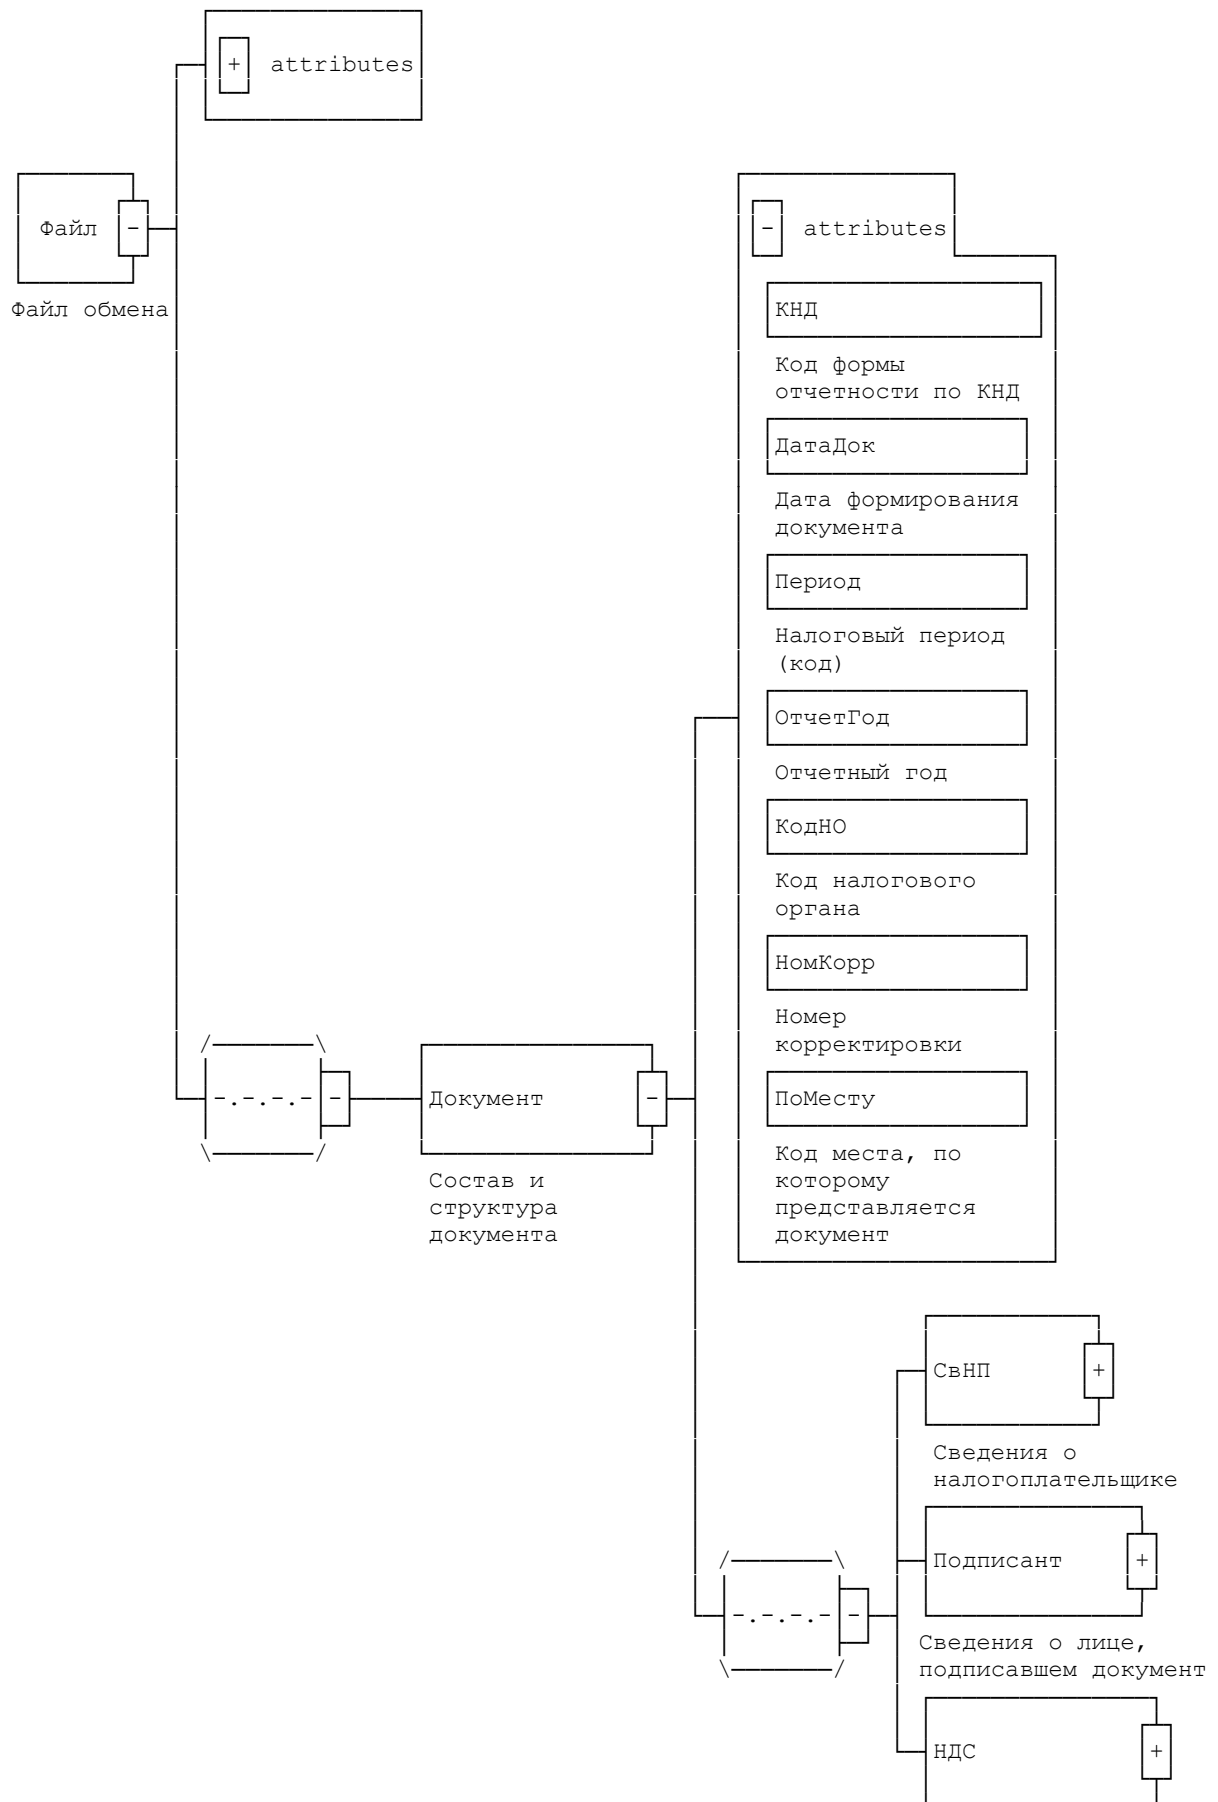 + attributes
Файл -
- attributes
Файл обмена
КНД
Код формы
отчетности по КНД
ДатаДок
Дата формирования
документа
Период
Налоговый период
(код)
ОтчетГод
Отчетный год
КодНО
Код налогового
органа
НомКорр
Номер
корректировки
-.-.-.- -
Документ -
ПоМесту
Состав и
структура
документа
Код места, по
которому
представляется
документ
СвНП +
Сведения о
налогоплательщике
Подписант +
-.-.-.- -
Сведения о лице,
подписавшем документ
НДС +